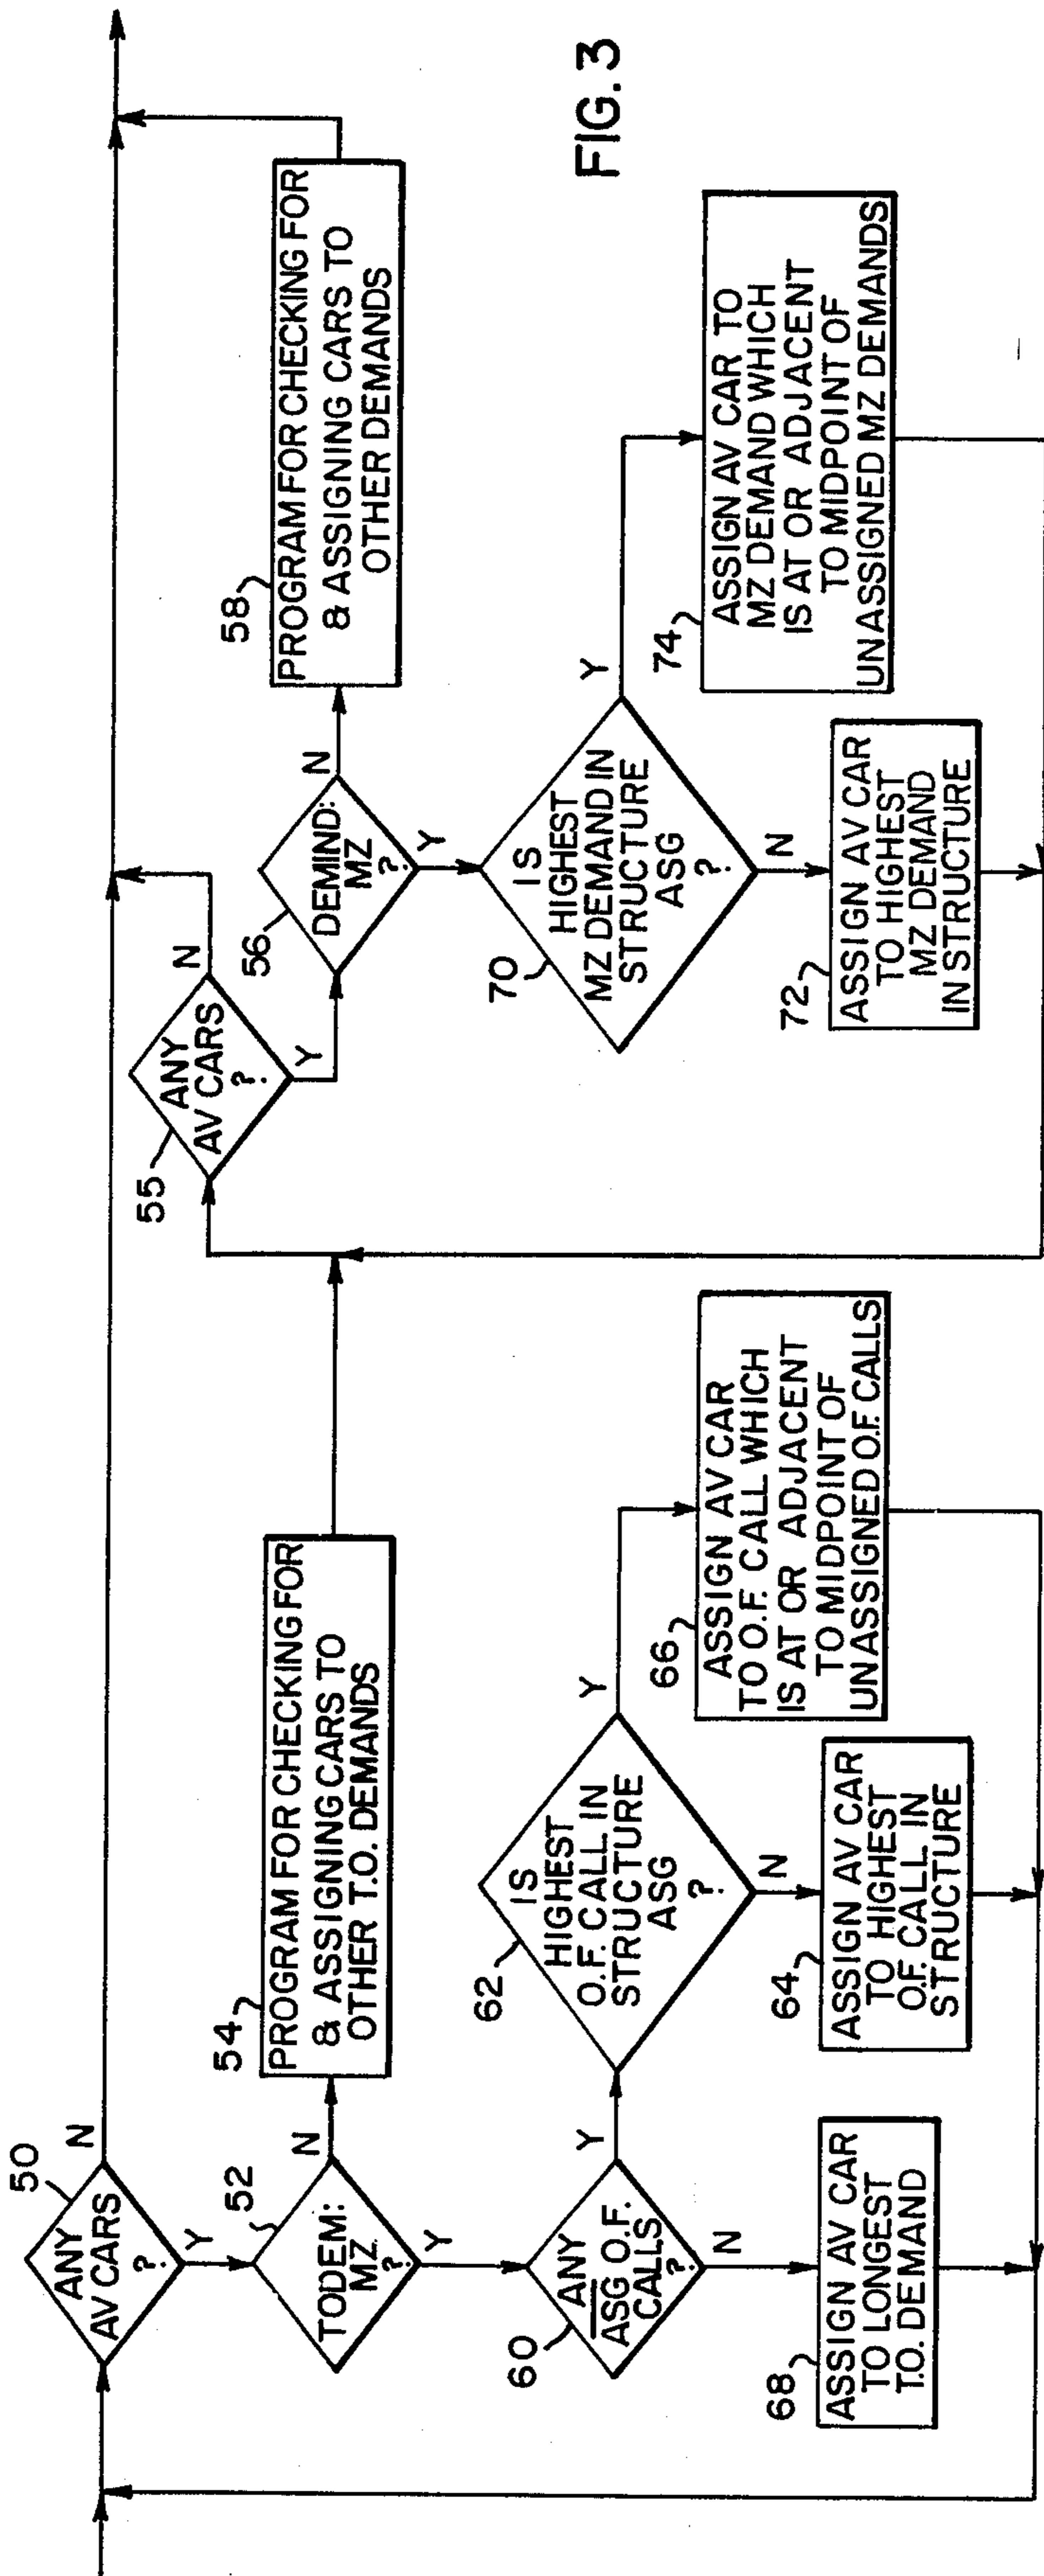 50
ANY
AV CARS
?
N
Y
52
TODEM:
MZ
?
N
Y
54
PROGRAM FOR CHECKING FOR
& ASSIGNING CARS TO
OTHER T.O. DEMANDS
60
ANY
ASG O.F.
CALLS
?
Y
N
62
IS
HIGHEST
O.F. CALL IN
STRUCTURE
ASG
?
Y
N
68
ASSIGN AV CAR
TO LONGEST
T.O. DEMAND
64
ASSIGN AV CAR
TO HIGHEST
O.F. CALL IN
STRUCTURE
66
ASSIGN AV CAR
TO O.F. CALL WHICH
IS AT OR ADJACENT
TO MIDPOINT OF
UNASSIGNED O.F. CALLS
55
ANY
AV CARS
?
N
Y
56
DEMIND:
MZ
?
N
Y
58
PROGRAM FOR CHECKING FOR
& ASSIGNING CARS TO
OTHER DEMANDS
70
IS
HIGHEST
MZ DEMAND IN
STRUCTURE
ASG
?
Y
N
72
ASSIGN AV CAR
TO HIGHEST
MZ DEMAND
IN STRUCTURE
74
ASSIGN AV CAR TO
MZ DEMAND WHICH
IS AT OR ADJACENT
TO MIDPOINT OF
UNASSIGNED MZ DEMANDS
FIG. 3